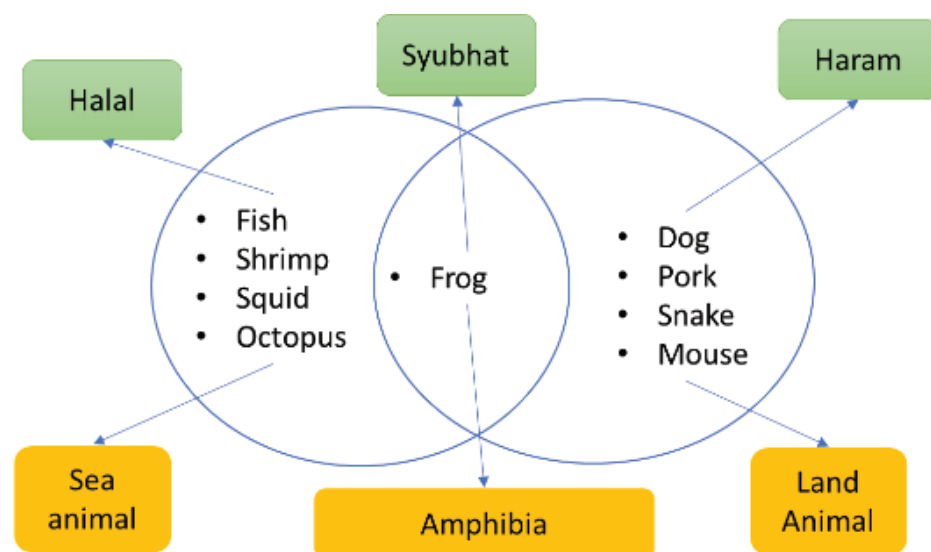 Syubhat
Haram
Halal
• Fish
• Shrimp
• Squid
• Octopus
• Frog
• Dog
• Pork
• Snake
• Mouse
Sea
animal
Amphibia
Land
Animal